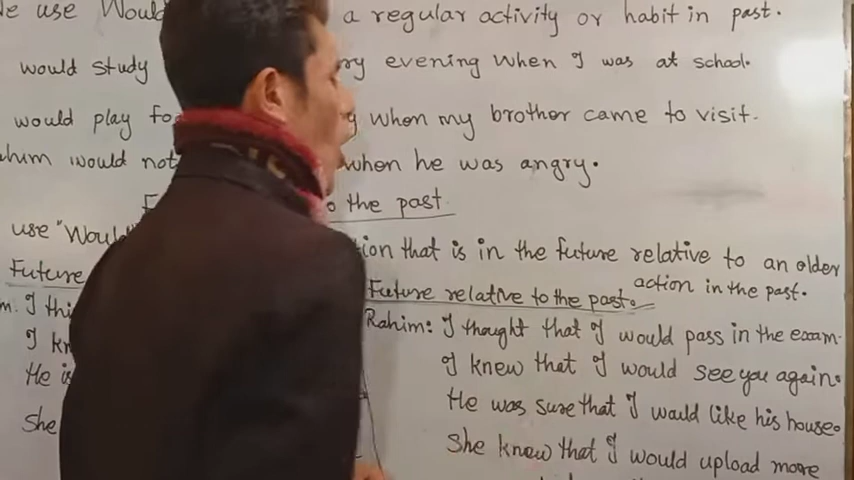 We use Would a regular activity or habit in past.
would study ry evening when I was at school.
would play fo y when my brother came to visit.
him would not when he was angry.
F o the past
use "Would tion that is in the future relative to an older
action in the past.
Future Future relative to the past.
m: I thi Rahim: I thought that I would pass in the exam.
I kn I knew that I would see you again.
He is He was sure that I would like his house.
She She knew that I would upload more